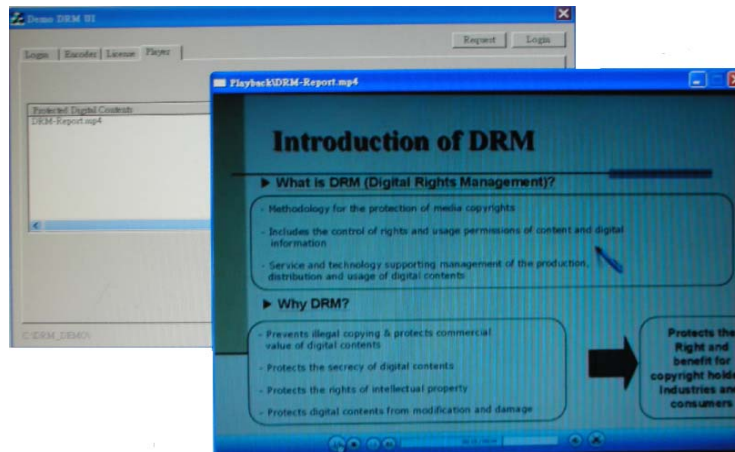 Demo DRM UI
Request Login
Login Encoder License Player
Protected Digital Contents
DRM-Report.mp4
C:\DRM_DEMO\
Playback\DRM-Report.mp4
Introduction of DRM
► What is DRM (Digital Rights Management)?
- Methodology for the protection of media copyrights
- Includes the control of rights and usage permissions of content and digital
information
- Service and technology supporting management of the production,
distribution and usage of digital contents
► Why DRM?
- Prevents illegal copying & protects commercial
value of digital contents
- Protects the secrecy of digital contents
- Protects the rights of intellectual property
- Protects digital contents from modification and damage
Protects the
Right and
benefit for
copyright holde
Industries and
consumers